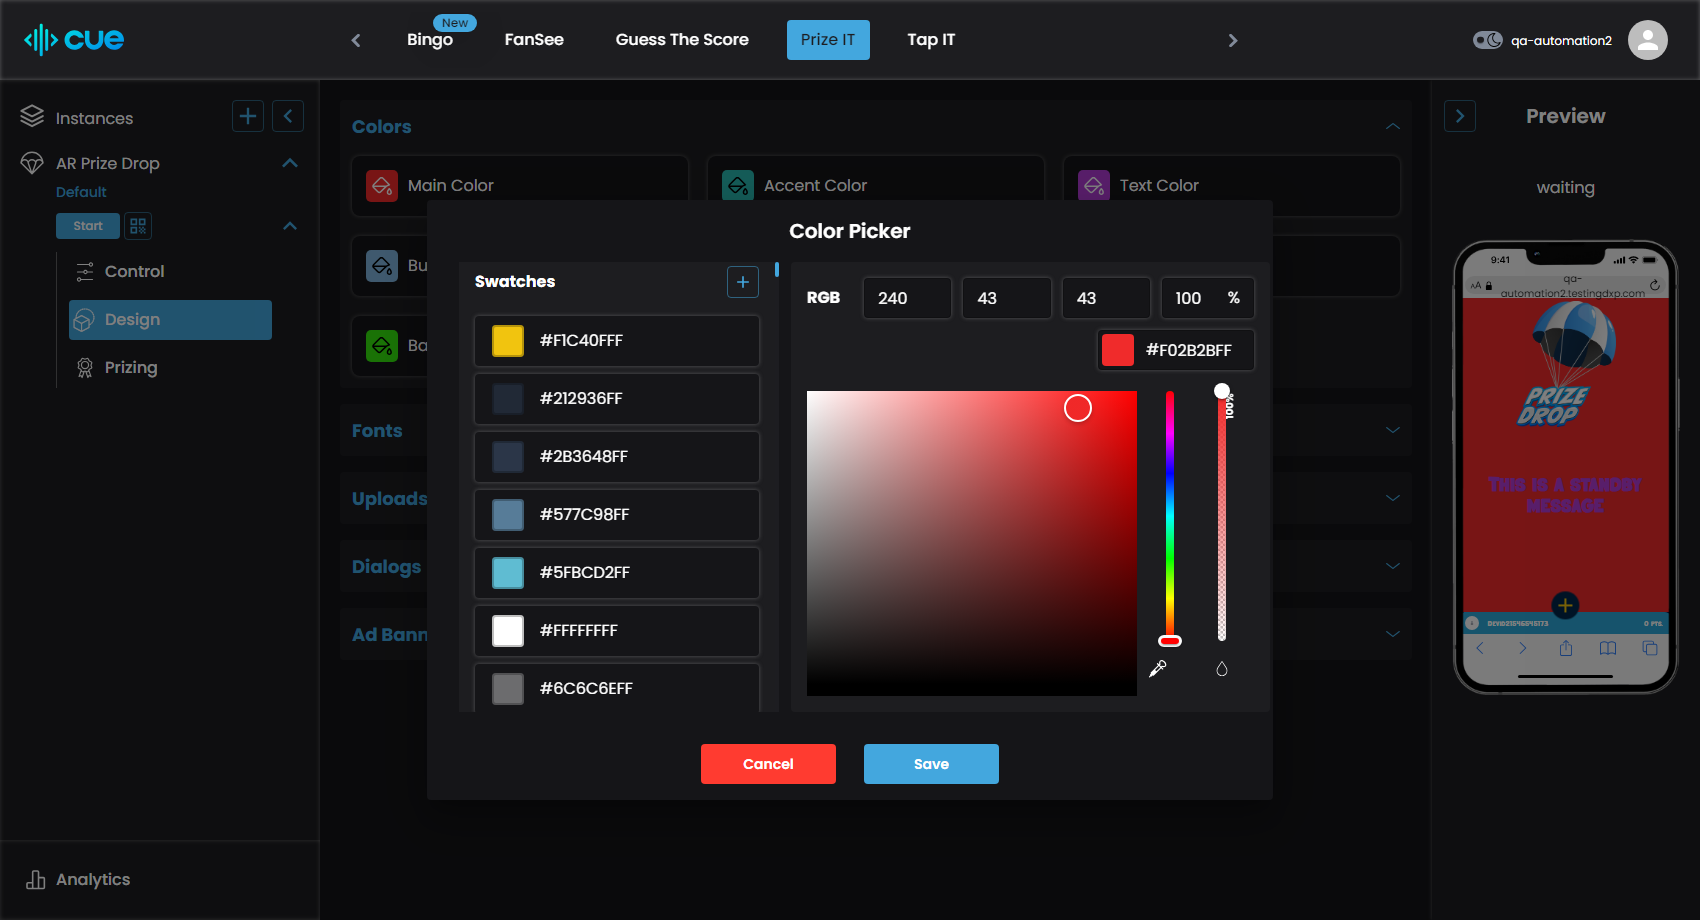 cue
New
Bingo
FanSee
Guess The Score
Prize IT
Tap IT
qa-automation2
Instances
AR Prize Drop
Default
Start
Control
Design
Prizing
Analytics
Colors
Main Color
Accent Color
Text Color
Bu
Ba
Fonts
Uploads
Dialogs
Ad Bann
Color Picker
Swatches
#F1C40FFF
#212936FF
#2B3648FF
#577C98FF
#5FBCD2FF
#FFFFFFFF
#6C6C6EFF
RGB
240
43
43
100 %
#F02B2BFF
100%
Cancel
Save
Preview
waiting
9:41
AA
qa-
automation2.testingdxp.com
PRIZE
DROP
THIS IS A STANDBY
MESSAGE
0 PTS.